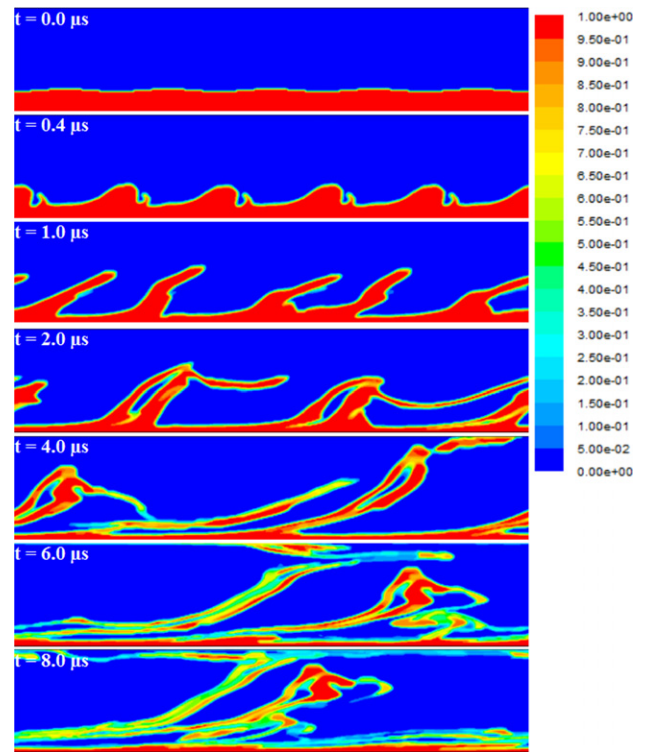 t = 0.0 µs
t = 0.4 µs
t = 1.0 µs
t = 2.0 µs
t = 4.0 µs
t = 6.0 µs
t = 8.0 µs
1.00e+00
9.50e-01
9.00e-01
8.50e-01
8.00e-01
7.50e-01
7.00e-01
6.50e-01
6.00e-01
5.50e-01
5.00e-01
4.50e-01
4.00e-01
3.50e-01
3.00e-01
2.50e-01
2.00e-01
1.50e-01
1.00e-01
5.00e-02
0.00e+00